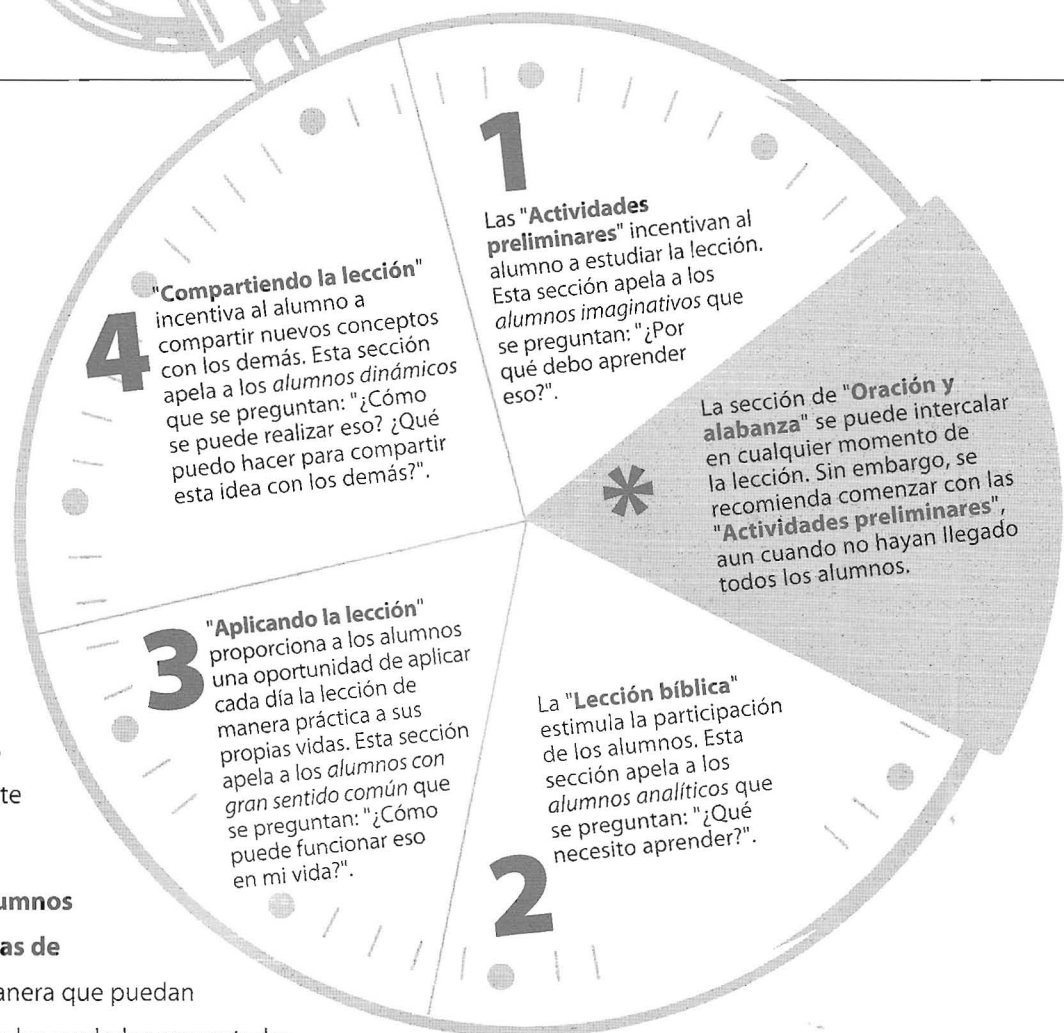 1
Las "Actividades
preliminares" incentivan al
alumno a estudiar la lección.
Esta sección apela a los
alumnos imaginativos que
se preguntan: "¿Por
qué debo aprender
eso?".
*
La sección de "Oración y
alabanza" se puede intercalar
en cualquier momento de
la lección. Sin embargo, se
recomienda comenzar con las
"Actividades preliminares",
aun cuando no hayan llegado
todos los alumnos.
2
La "Lección bíblica"
estimula la participación
de los alumnos. Esta
sección apela a los
alumnos analíticos que
se preguntan: "¿Qué
necesito aprender?".
3
"Aplicando la lección"
proporciona a los alumnos
una oportunidad de aplicar
cada día la lección de
manera práctica a sus
propias vidas. Esta sección
apela a los alumnos con
gran sentido común que
se preguntan: "¿Cómo
puede funcionar eso
en mi vida?".
4
"Compartiendo la lección"
incentiva al alumno a
compartir nuevos conceptos
con los demás. Esta sección
apela a los alumnos dinámicos
que se preguntan: "¿Cómo
se puede realizar eso? ¿Qué
puedo hacer para compartir
esta idea con los demás?".
te
umnos
as de
anera que puedan